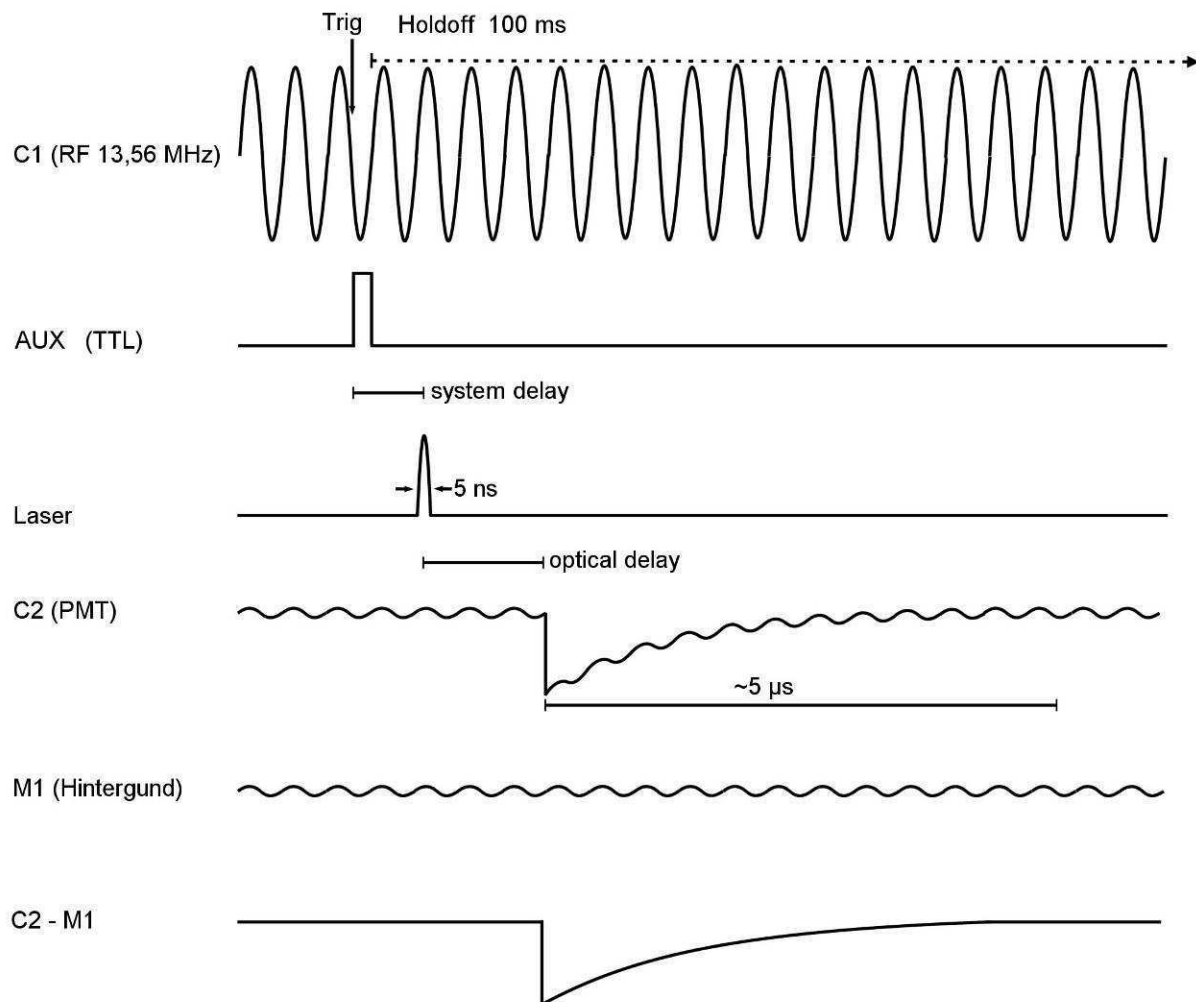 Trig
Holdoff 100 ms
C1 (RF 13,56 MHz)
AUX (TTL)
system delay
5 ns
Laser
optical delay
C2 (PMT)
~5 µs
M1 (Hintergund)
C2 - M1